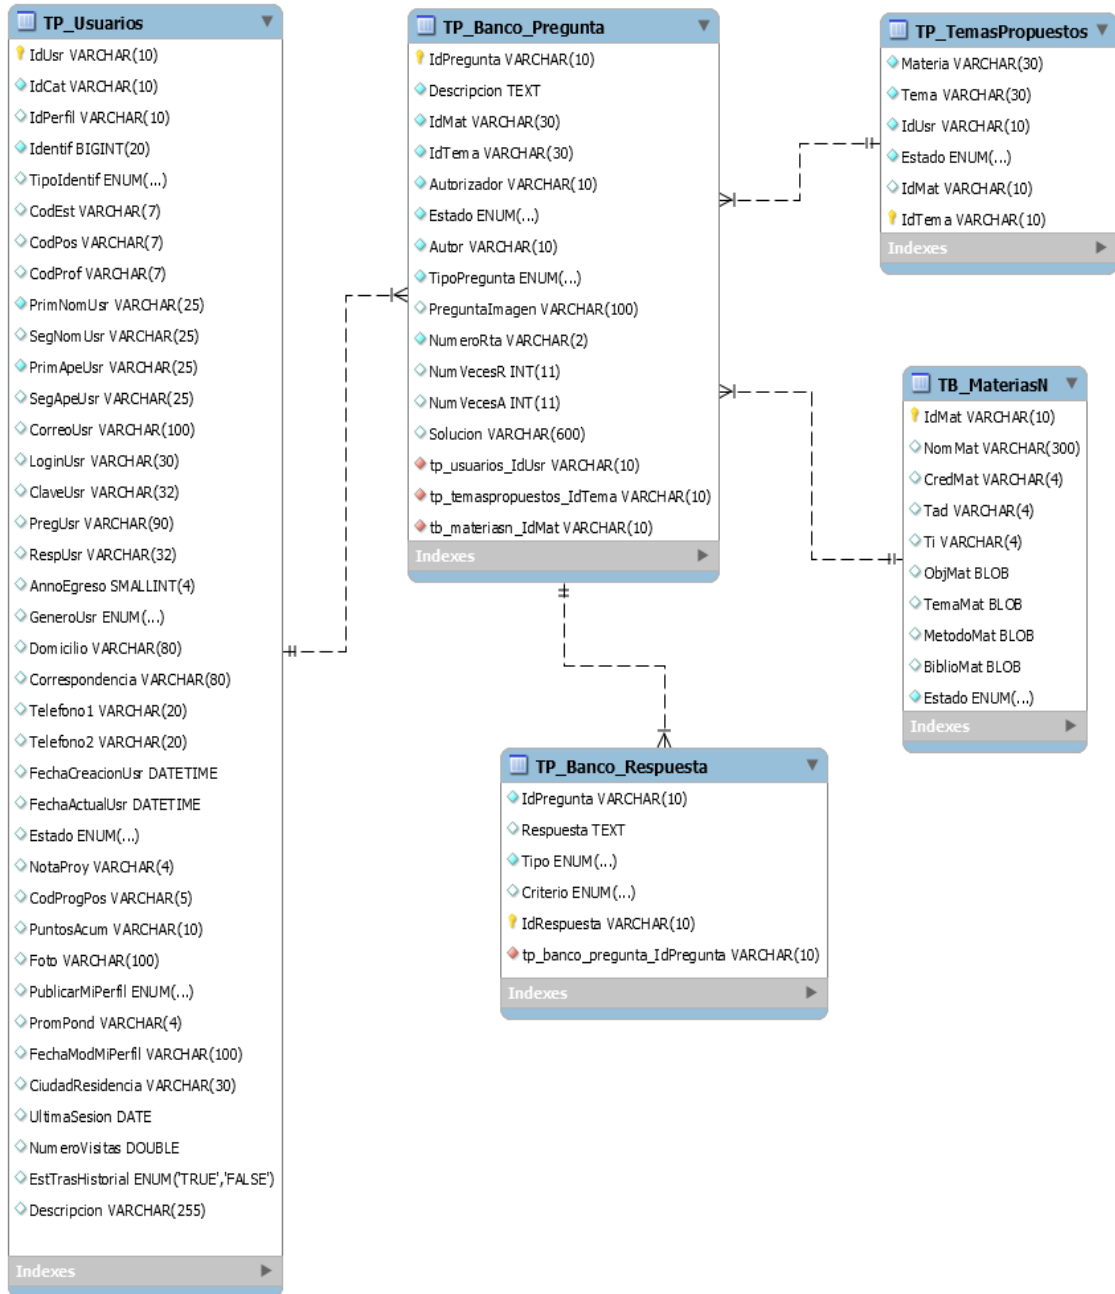 TP_Usuarios
IdUsr VARCHAR(10)
IdCat VARCHAR(10)
IdPerfil VARCHAR(10)
Identif BIGINT(20)
TipoIdentif ENUM(...)
CodEst VARCHAR(7)
CodPos VARCHAR(7)
CodProf VARCHAR(7)
PrimNomUsr VARCHAR(25)
SegNomUsr VARCHAR(25)
PrimApeUsr VARCHAR(25)
SegApeUsr VARCHAR(25)
CorreoUsr VARCHAR(100)
LoginUsr VARCHAR(30)
ClaveUsr VARCHAR(32)
PregUsr VARCHAR(90)
RespUsr VARCHAR(32)
AnnoEgreso SMALLINT(4)
GeneroUsr ENUM(...)
Domicilio VARCHAR(80)
Correspondencia VARCHAR(80)
Telefono1 VARCHAR(20)
Telefono2 VARCHAR(20)
FechaCreacionUsr DATETIME
FechaActualUsr DATETIME
Estado ENUM(...)
NotaProy VARCHAR(4)
CodProgPos VARCHAR(5)
PuntosAcum VARCHAR(10)
Foto VARCHAR(100)
PublicarMiPerfil ENUM(...)
PromPond VARCHAR(4)
FechaModMiPerfil VARCHAR(100)
CiudadResidencia VARCHAR(30)
UltimaSesion DATE
NumeroVisitas DOUBLE
EstTrasHistorial ENUM('TRUE','FALSE')
Descripcion VARCHAR(255)
Indexes
TP_Banco_Pregunta
IdPregunta VARCHAR(10)
Descripcion TEXT
IdMat VARCHAR(30)
IdTema VARCHAR(30)
Autorizador VARCHAR(10)
Estado ENUM(...)
Autor VARCHAR(10)
TipoPregunta ENUM(...)
PreguntaImagen VARCHAR(100)
NumeroRta VARCHAR(2)
NumVecesR INT(11)
NumVecesA INT(11)
Solucion VARCHAR(600)
tp_usuarios_IdUsr VARCHAR(10)
tp_temaspropuestos_IdTema VARCHAR(10)
tb_materiasn_IdMat VARCHAR(10)
Indexes
TP_TemasPropuestos
Materia VARCHAR(30)
Tema VARCHAR(30)
IdUsr VARCHAR(10)
Estado ENUM(...)
IdMat VARCHAR(10)
IdTema VARCHAR(10)
Indexes
TB_MateriasN
IdMat VARCHAR(10)
NomMat VARCHAR(300)
CredMat VARCHAR(4)
Tad VARCHAR(4)
Ti VARCHAR(4)
ObjMat BLOB
TemaMat BLOB
MetodoMat BLOB
BiblioMat BLOB
Estado ENUM(...)
Indexes
TP_Banco_Respuesta
IdPregunta VARCHAR(10)
Respuesta TEXT
Tipo ENUM(...)
Criterio ENUM(...)
IdRespuesta VARCHAR(10)
tp_banco_pregunta_IdPregunta VARCHAR(10)
Indexes